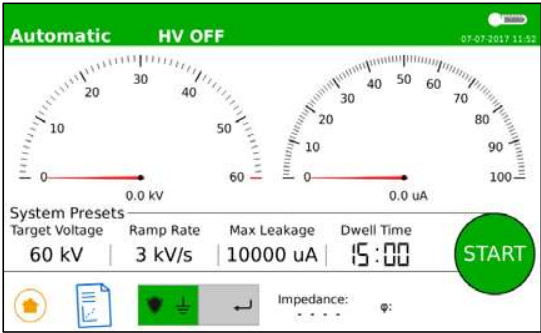 Automatic HV OFF
07-07-2017 11:52
0 10 20 30 40 50 60
0.0 kV
0 10 20 30 40 50 60 70 80 90 100
0.0 uA
System Presets
Target Voltage Ramp Rate Max Leakage Dwell Time
60 kV 3 kV/s 10000 uA 15:00
START
Impedance: φ:
- - - -